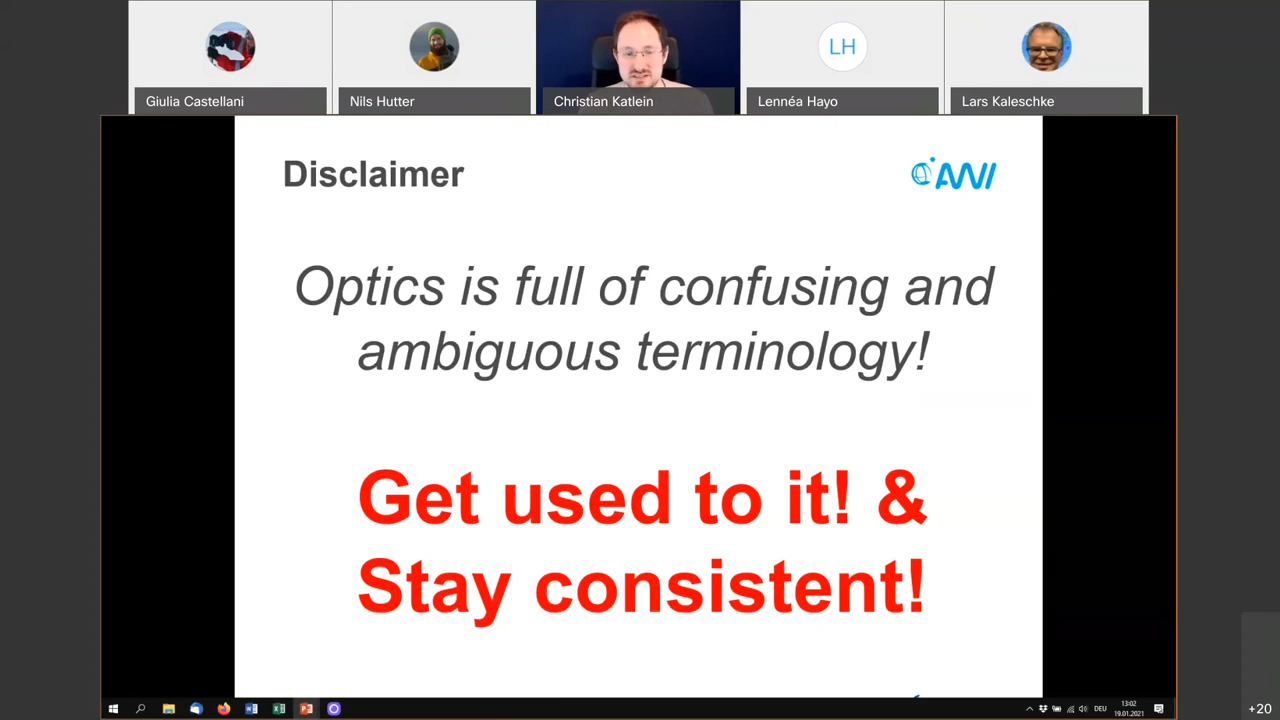 LH
Giulia Castellani
Nils Hutter
Christian Katlein
Lennéa Hayo
Lars Kaleschke
Disclaimer
AWI
Optics is full of confusing and
ambiguous terminology!
Get used to it! &
Stay consistent!
DEU
13:02
19.01.2021
+20